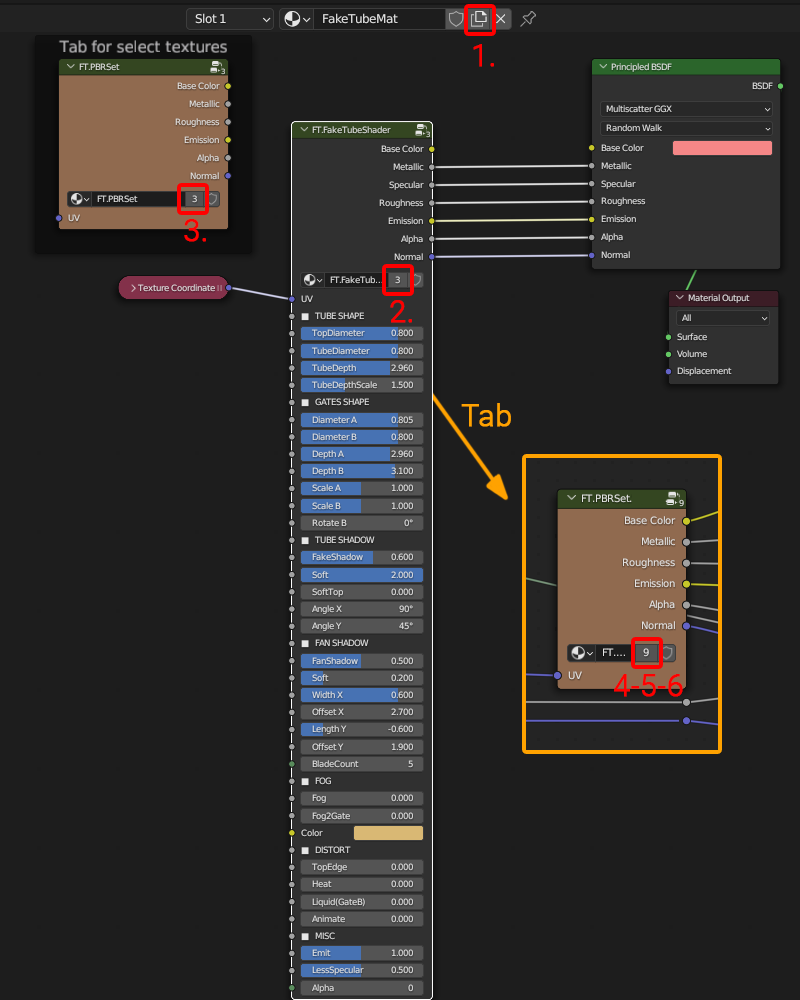 Slot 1
FakeTubeMat
1.
Tab for select textures
FT.PBRSet
3
Base Color
Metallic
Roughness
Emission
Alpha
Normal
FT.PBRSet
3
UV
3.
Texture Coordinate
FT.FakeTubeShader
3
Base Color
Metallic
Specular
Roughness
Emission
Alpha
Normal
FT.FakeTub...
3
2.
UV
TUBE SHAPE
TopDiameter 0.800
TubeDiameter 0.800
TubeDepth 2.960
TubeDepthScale 1.500
GATES SHAPE
Diameter A 0.805
Diameter B 0.800
Depth A 2.960
Depth B 3.100
Scale A 1.000
Scale B 1.000
Rotate B 0°
TUBE SHADOW
FakeShadow 0.600
Soft 2.000
SoftTop 0.000
Angle X 90°
Angle Y 45°
FAN SHADOW
FanShadow 0.500
Soft 0.200
Width X 0.600
Offset X 2.700
Length Y -0.600
Offset Y 1.900
BladeCount 5
FOG
Fog 0.000
Fog2Gate 0.000
Color
DISTORT
TopEdge 0.000
Heat 0.000
Liquid(GateB) 0.000
Animate 0.000
MISC
Emit 1.000
LessSpecular 0.500
Alpha 0
Principled BSDF
BSDF
Multiscatter GGX
Random Walk
Base Color
Metallic
Specular
Roughness
Emission
Alpha
Normal
Material Output
All
Surface
Volume
Displacement
Tab
FT.PBRSet.
9
Base Color
Metallic
Roughness
Emission
Alpha
Normal
FT....
9
UV
4-5-6